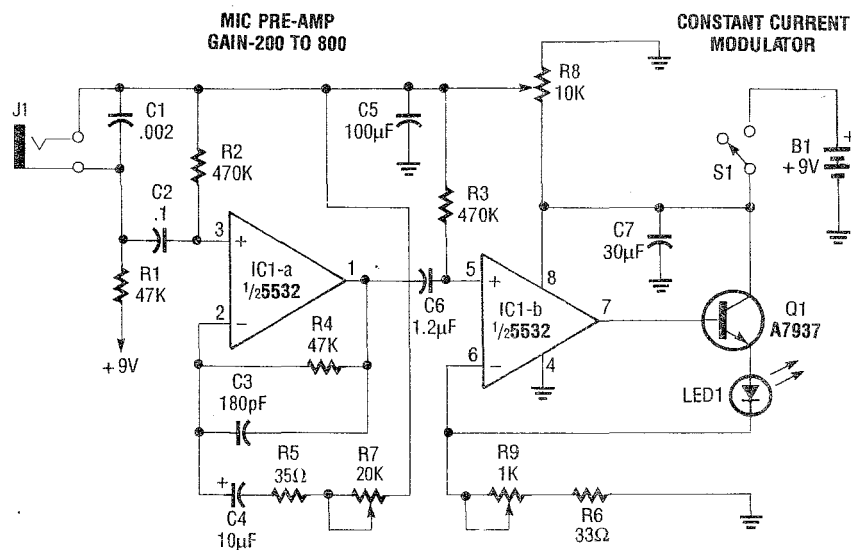 MIC PRE-AMP
GAIN-200 TO 800
CONSTANT CURRENT
MODULATOR
J1
C1
.002
R2
470K
C5
100µF
R8
10K
S1
B1
+9V
+
C2
.1
R3
470K
C7
30µF
R1
47K
+9V
3
+
2
−
IC1-a
½5532
1
C6
1.2µF
5
+
6
−
IC1-b
½5532
8
4
7
Q1
A7937
LED1
R4
47K
C3
180pF
+
C4
10µF
R5
35Ω
R7
20K
R9
1K
R6
33Ω